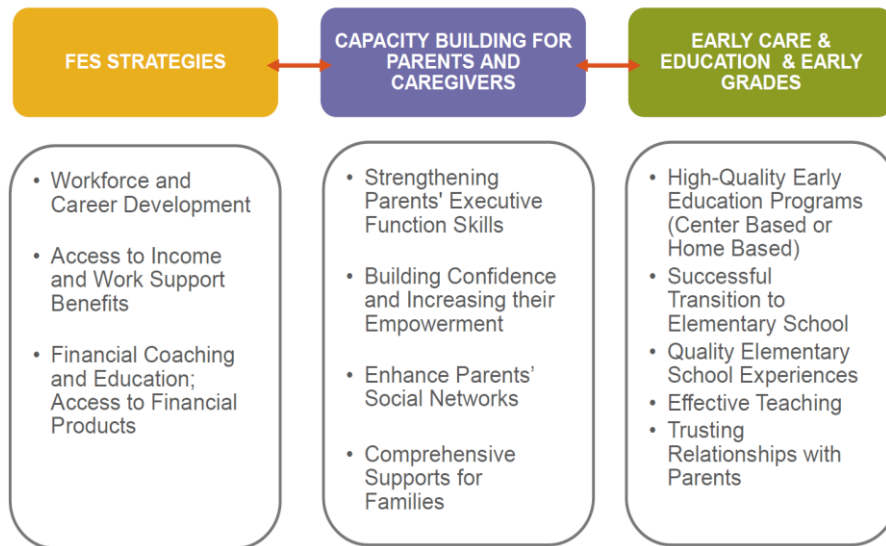 FES STRATEGIES
CAPACITY BUILDING FOR
PARENTS AND
CAREGIVERS
EARLY CARE &
EDUCATION & EARLY
GRADES
• Workforce and
Career Development
• Access to Income
and Work Support
Benefits
• Financial Coaching
and Education;
Access to Financial
Products
• Strengthening
Parents' Executive
Function Skills
• Building Confidence
and Increasing their
Empowerment
• Enhance Parents’
Social Networks
• Comprehensive
Supports for
Families
• High-Quality Early
Education Programs
(Center Based or
Home Based)
• Successful
Transition to
Elementary School
• Quality Elementary
School Experiences
• Effective Teaching
• Trusting
Relationships with
Parents